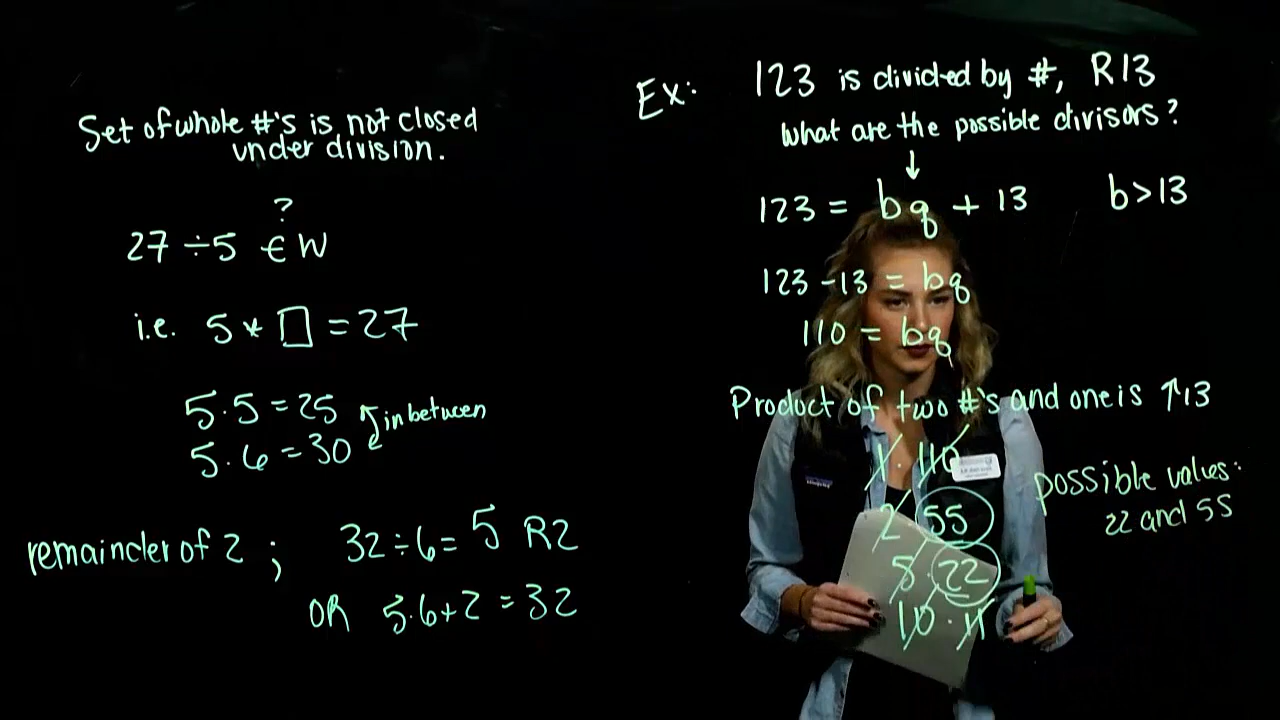 Set of whole #'s is not closed
under division.
?
27 ÷ 5 € W
i.e. 5 * □ = 27
5 · 5 = 25
5 · 6 = 30
in between
remainder of 2 ; 32 ÷ 6 = 5 R2
OR 5 · 6 + 2 = 32
Ex: 123 is divided by #, R13
What are the possible divisors?
↓
123 = bq + 13 b > 13
123 - 13 = bq
110 = bq
Product of two #'s and one is ↑13
1 · 110
2 · 55
5 · 22
10 · 11
possible values:
22 and 55